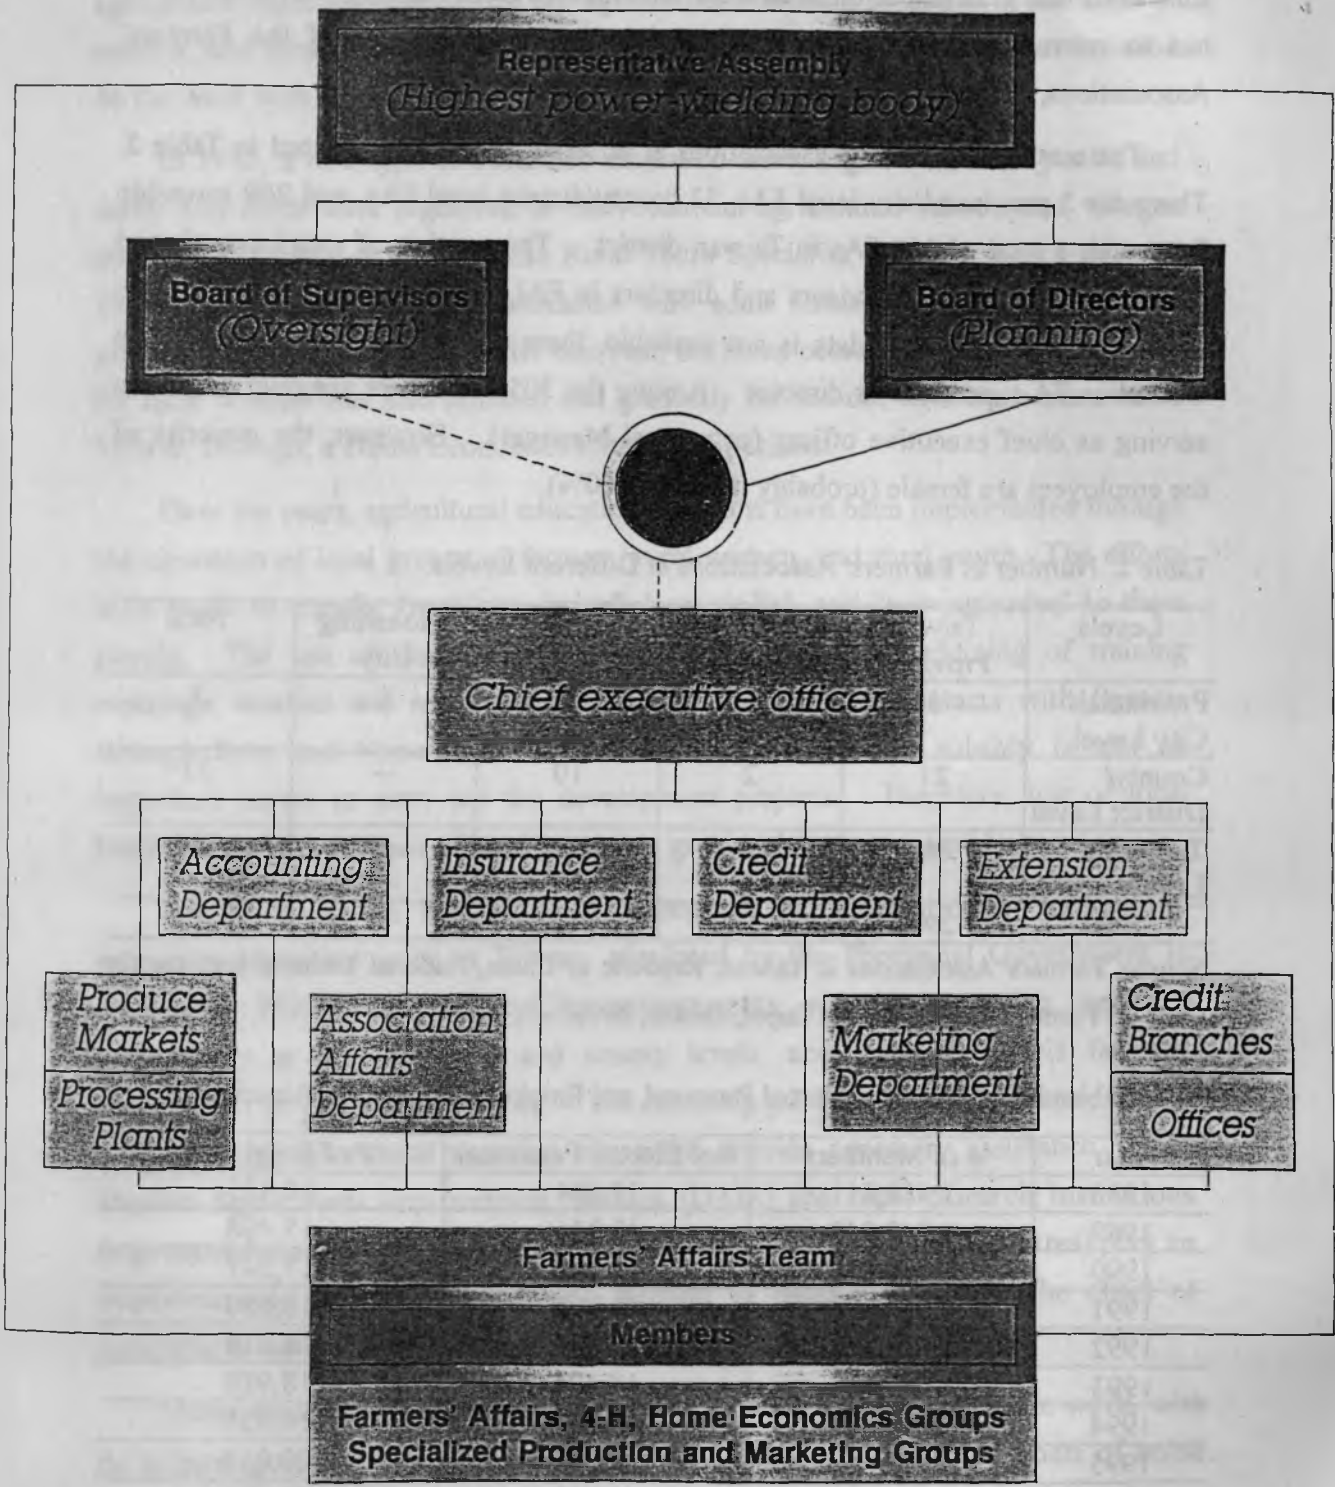 Representative Assembly
(Highest power-wielding body)
Board of Supervisors
(Oversight)
Board of Directors
(Planning)
Chief executive officer
Accounting
Department
Insurance
Department
Credit
Department
Extension
Department
Produce
Markets
Processing
Plants
Association
Affairs
Department
Marketing
Department
Credit
Branches
Offices
Farmers' Affairs Team
Members
Farmers' Affairs, 4-H, Home Economics Groups
Specialized Production and Marketing Groups